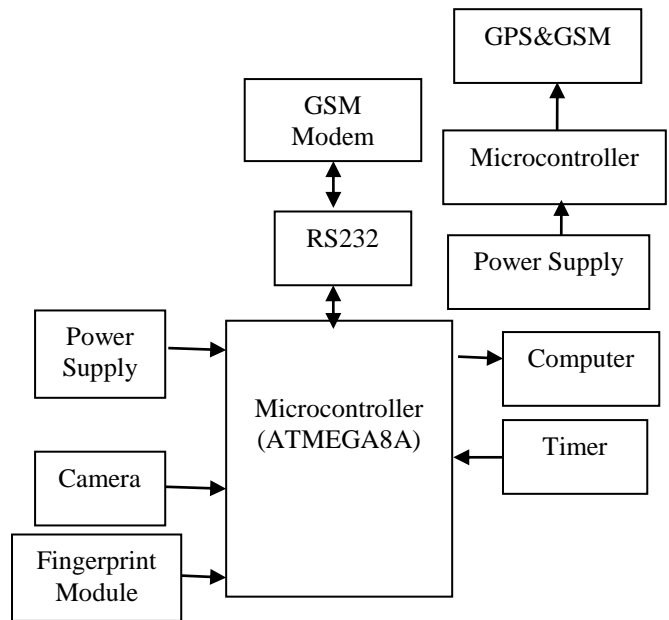 GPS&GSM
GSM
Modem
Microcontroller
RS232
Power Supply
Power
Supply
Computer
Microcontroller
(ATMEGA8A)
Timer
Camera
Fingerprint
Module